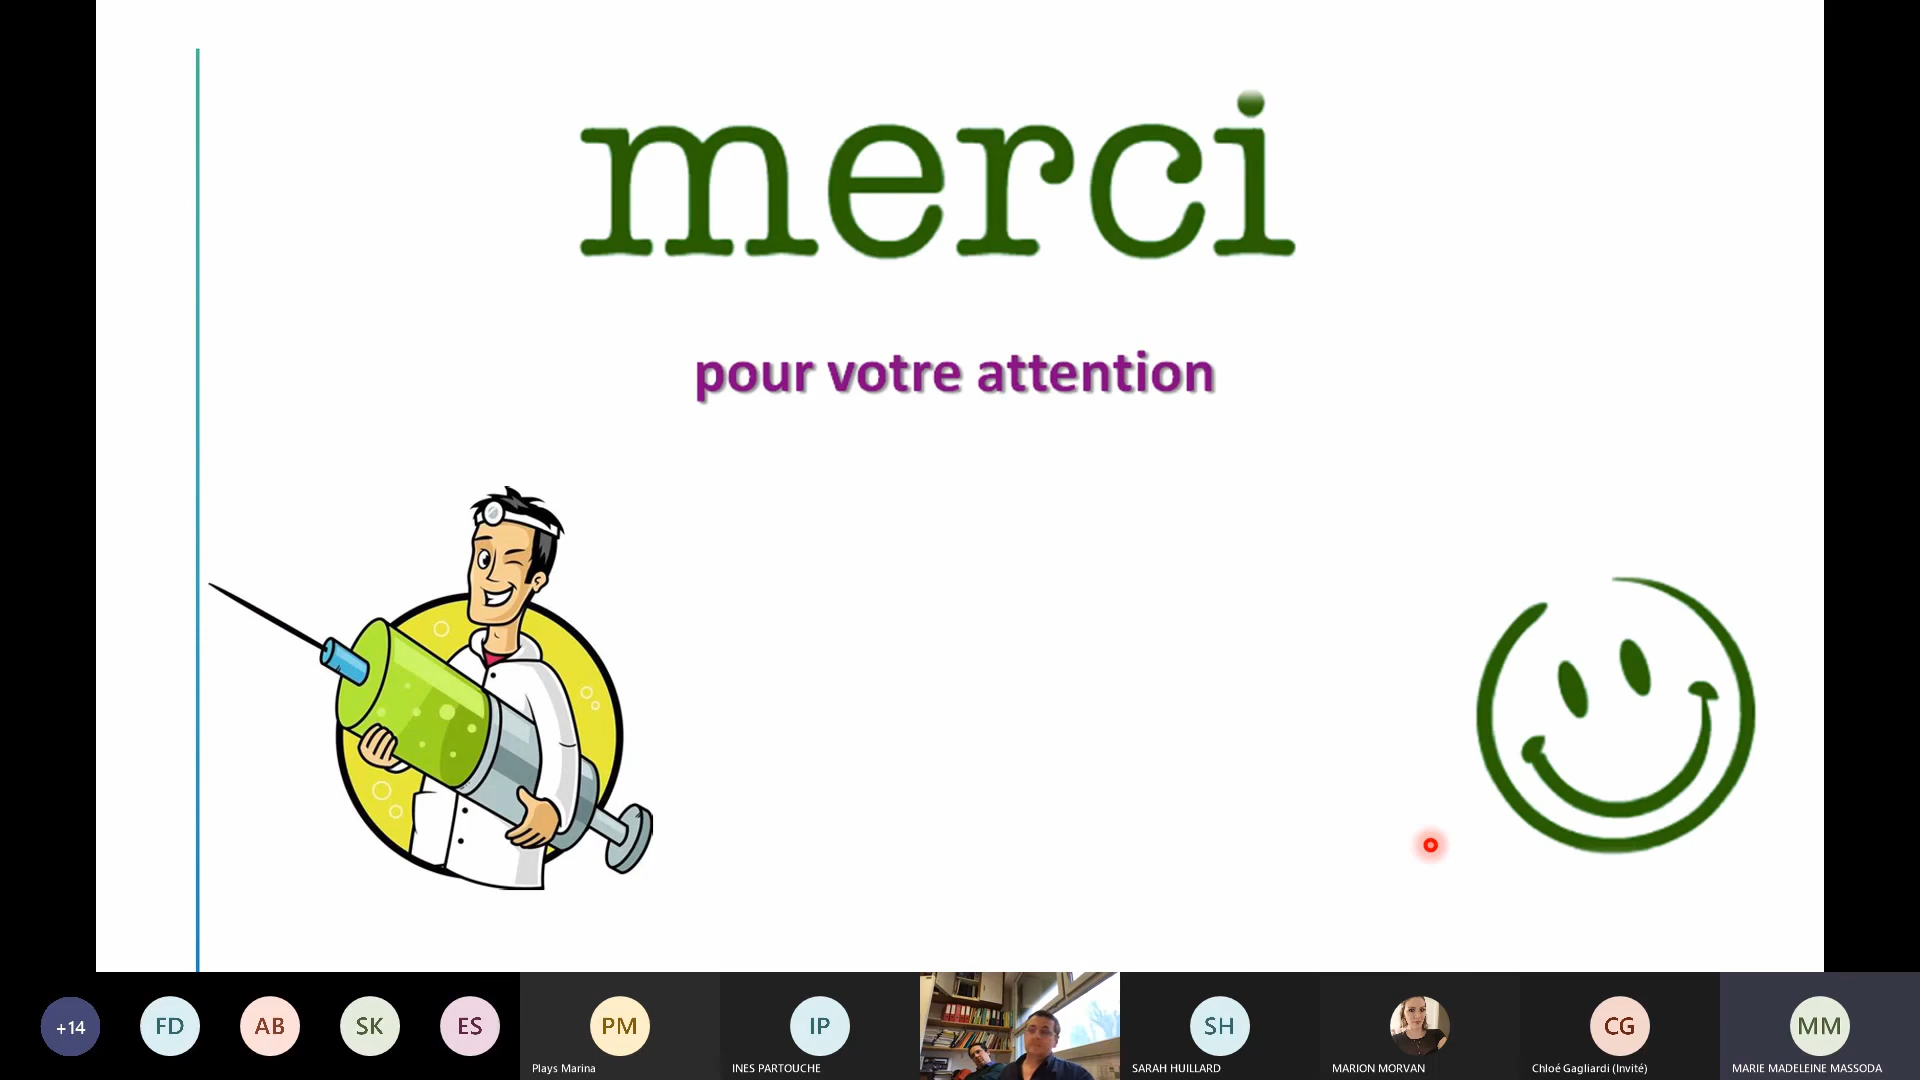 merci
pour votre attention
+14
FD
AB
SK
ES
PM
IP
SH
CG
MM
Plays Marina
INES PARTOUCHE
SARAH HUILLARD
MARION MORVAN
Chloé Gagliardi (Invité)
MARIE MADELEINE MASSODA